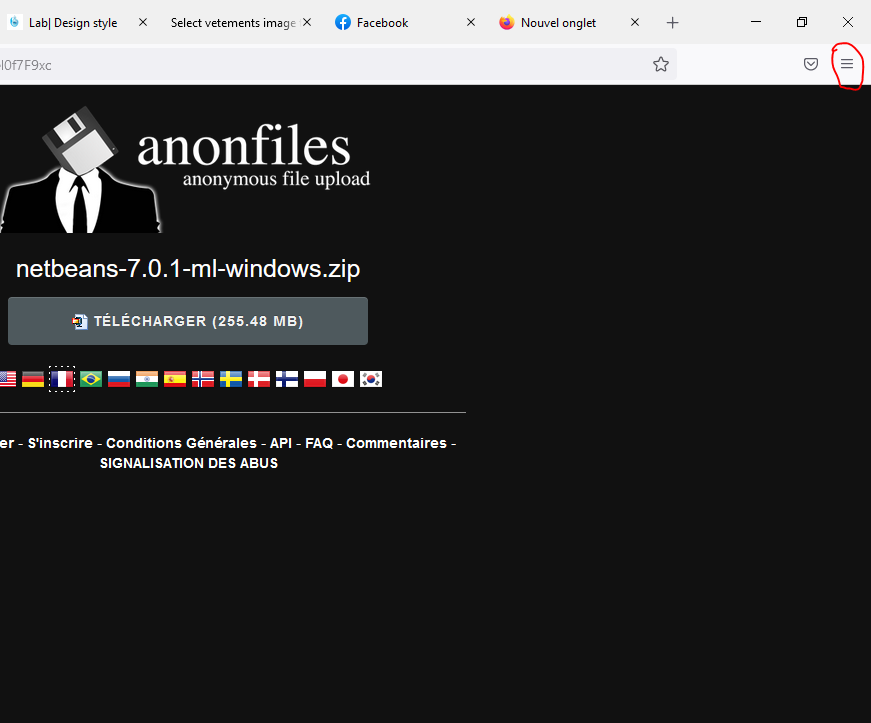 Lab| Design style
Select vetements image
Facebook
Nouvel onglet
l0f7F9xc
anonfiles
anonymous file upload
netbeans-7.0.1-ml-windows.zip
TÉLÉCHARGER (255.48 MB)
er - S'inscrire - Conditions Générales - API - FAQ - Commentaires -
SIGNALISATION DES ABUS